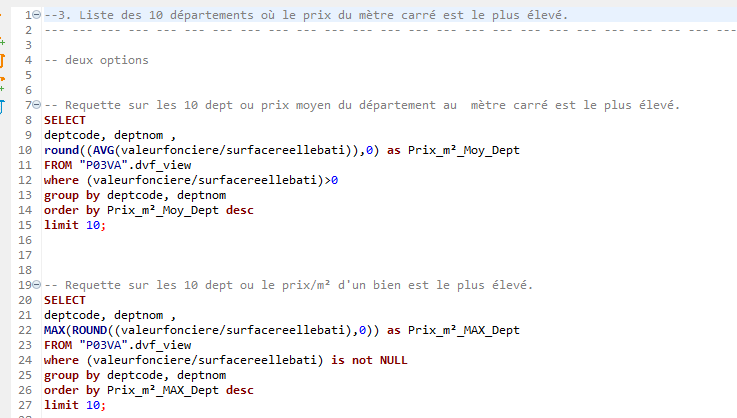 1 --3. Liste des 10 départements où le prix du mètre carré est le plus élevé.
2 --- --- --- --- --- --- --- --- --- --- --- --- --- --- --- --- --- --- --- --- --- --- --- --- ---
3
4 -- deux options
5
6
7 -- Requette sur les 10 dept ou prix moyen du département au  mètre carré est le plus élevé.
8 SELECT
9 deptcode, deptnom ,
10 round((AVG(valeurfonciere/surfacereellebati)),0) as Prix_m²_Moy_Dept
11 FROM "P03VA".dvf_view
12 where (valeurfonciere/surfacereellebati)>0
13 group by deptcode, deptnom
14 order by Prix_m²_Moy_Dept desc
15 limit 10;
16
17
18
19 -- Requette sur les 10 dept ou le prix/m² d'un bien est le plus élevé.
20 SELECT
21 deptcode, deptnom ,
22 MAX(ROUND((valeurfonciere/surfacereellebati),0)) as Prix_m²_MAX_Dept
23 FROM "P03VA".dvf_view
24 where (valeurfonciere/surfacereellebati) is not NULL
25 group by deptcode, deptnom
26 order by Prix_m²_MAX_Dept desc
27 limit 10;